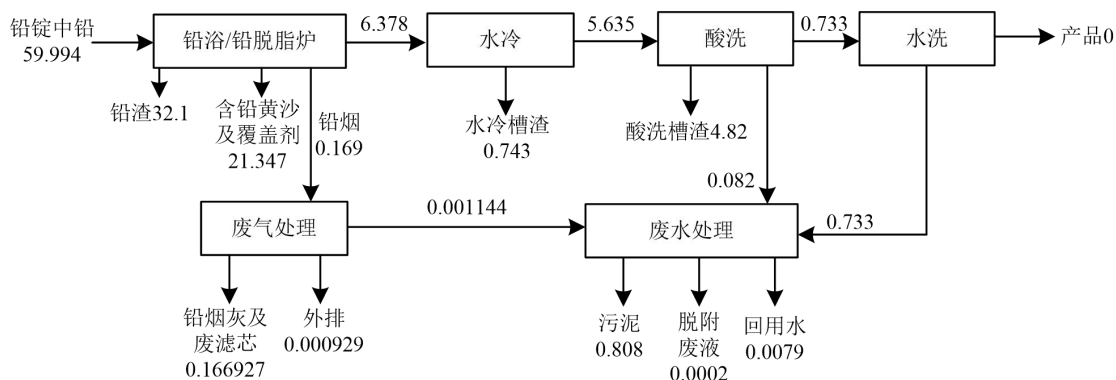 铅锭中铅
59.994
铅浴/铅脱脂炉
6.378
水冷
5.635
酸洗
0.733
水洗
产品0
铅渣32.1
含铅黄沙
及覆盖剂
21.347
铅烟
0.169
水冷槽渣
0.743
酸洗槽渣4.82
0.082
0.733
废气处理
0.001144
废水处理
铅烟灰及
废滤芯
0.166927
外排
0.000929
污泥
0.808
脱附
废液
0.0002
回用水
0.0079